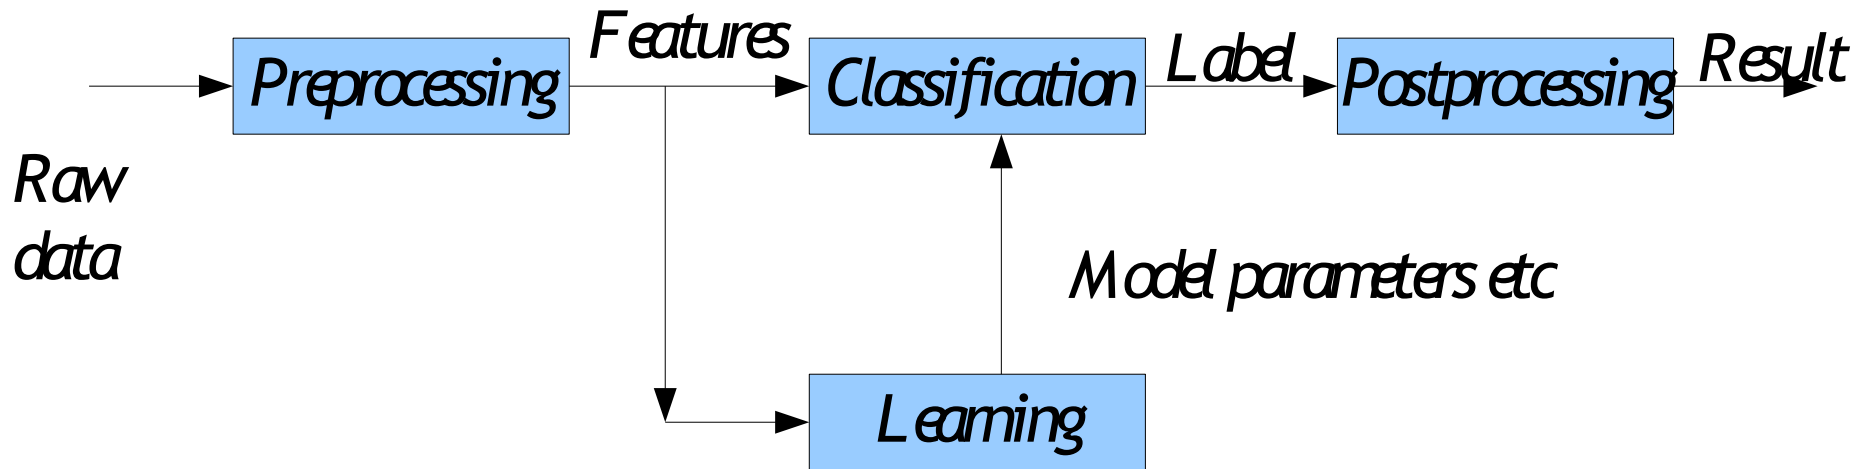 Features
Label
Result
Preprocessing
Classification
Postprocessing
Raw
data
Model parameters etc
Learning